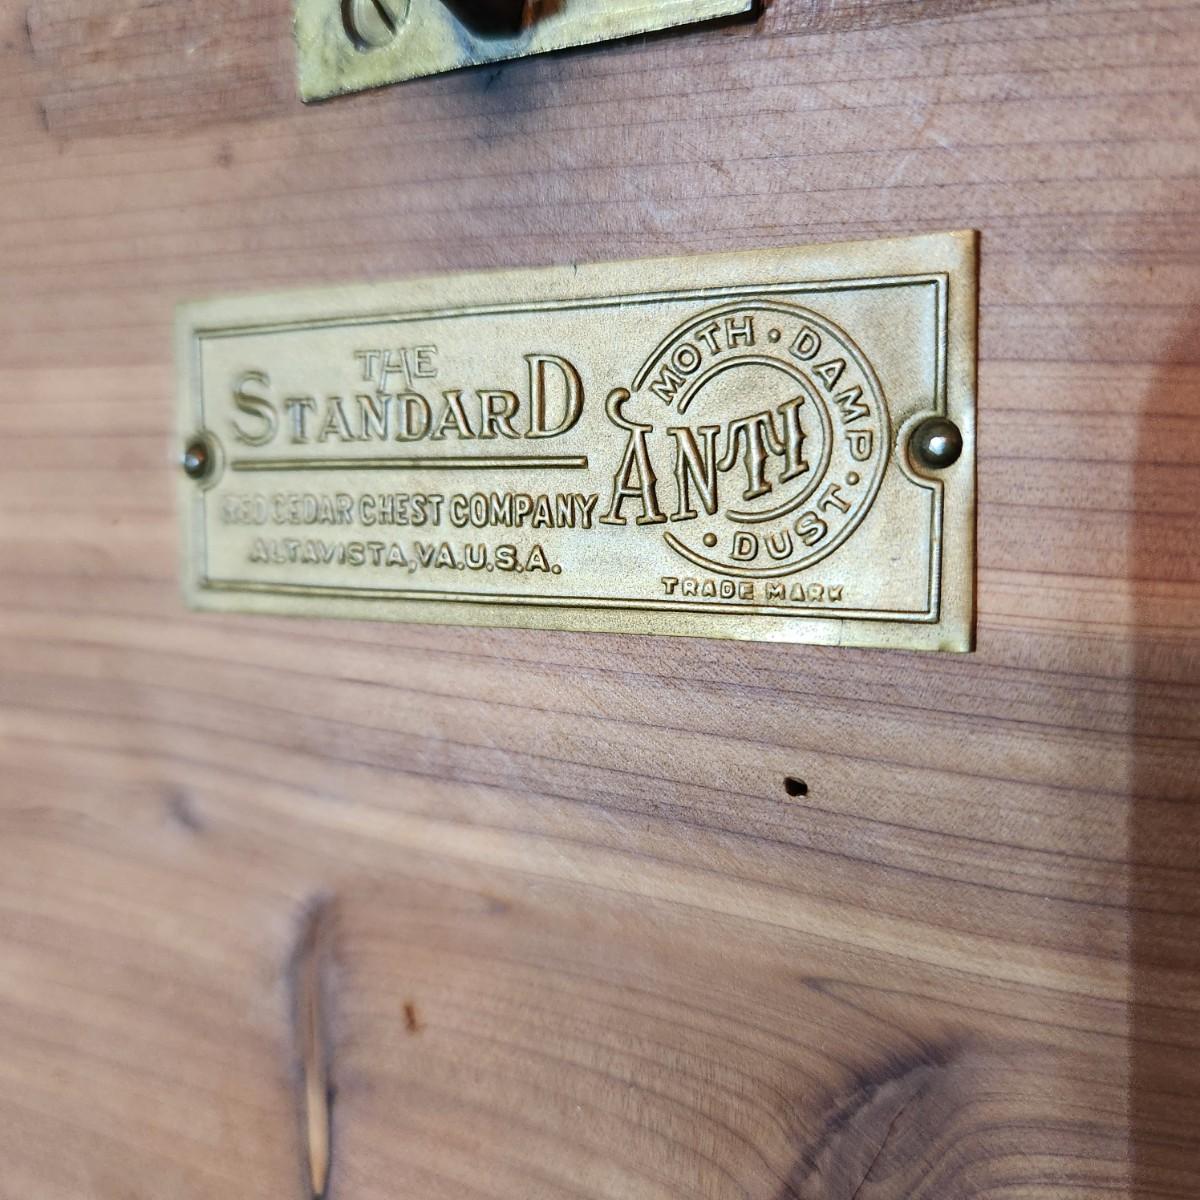 THE
STANDARD
RED CEDAR CHEST COMPANY
ALTAVISTA, VA. U.S.A.
MOTH · DAMP · DUST ·
ANTI
TRADE MARK